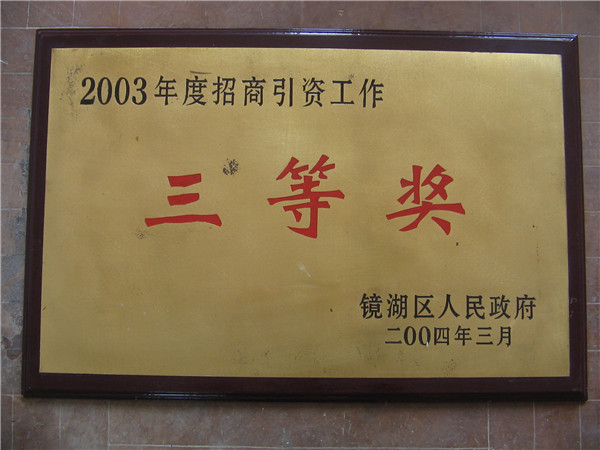 2003年度招商引资工作
三等奖
镜湖区人民政府
二00四年三月